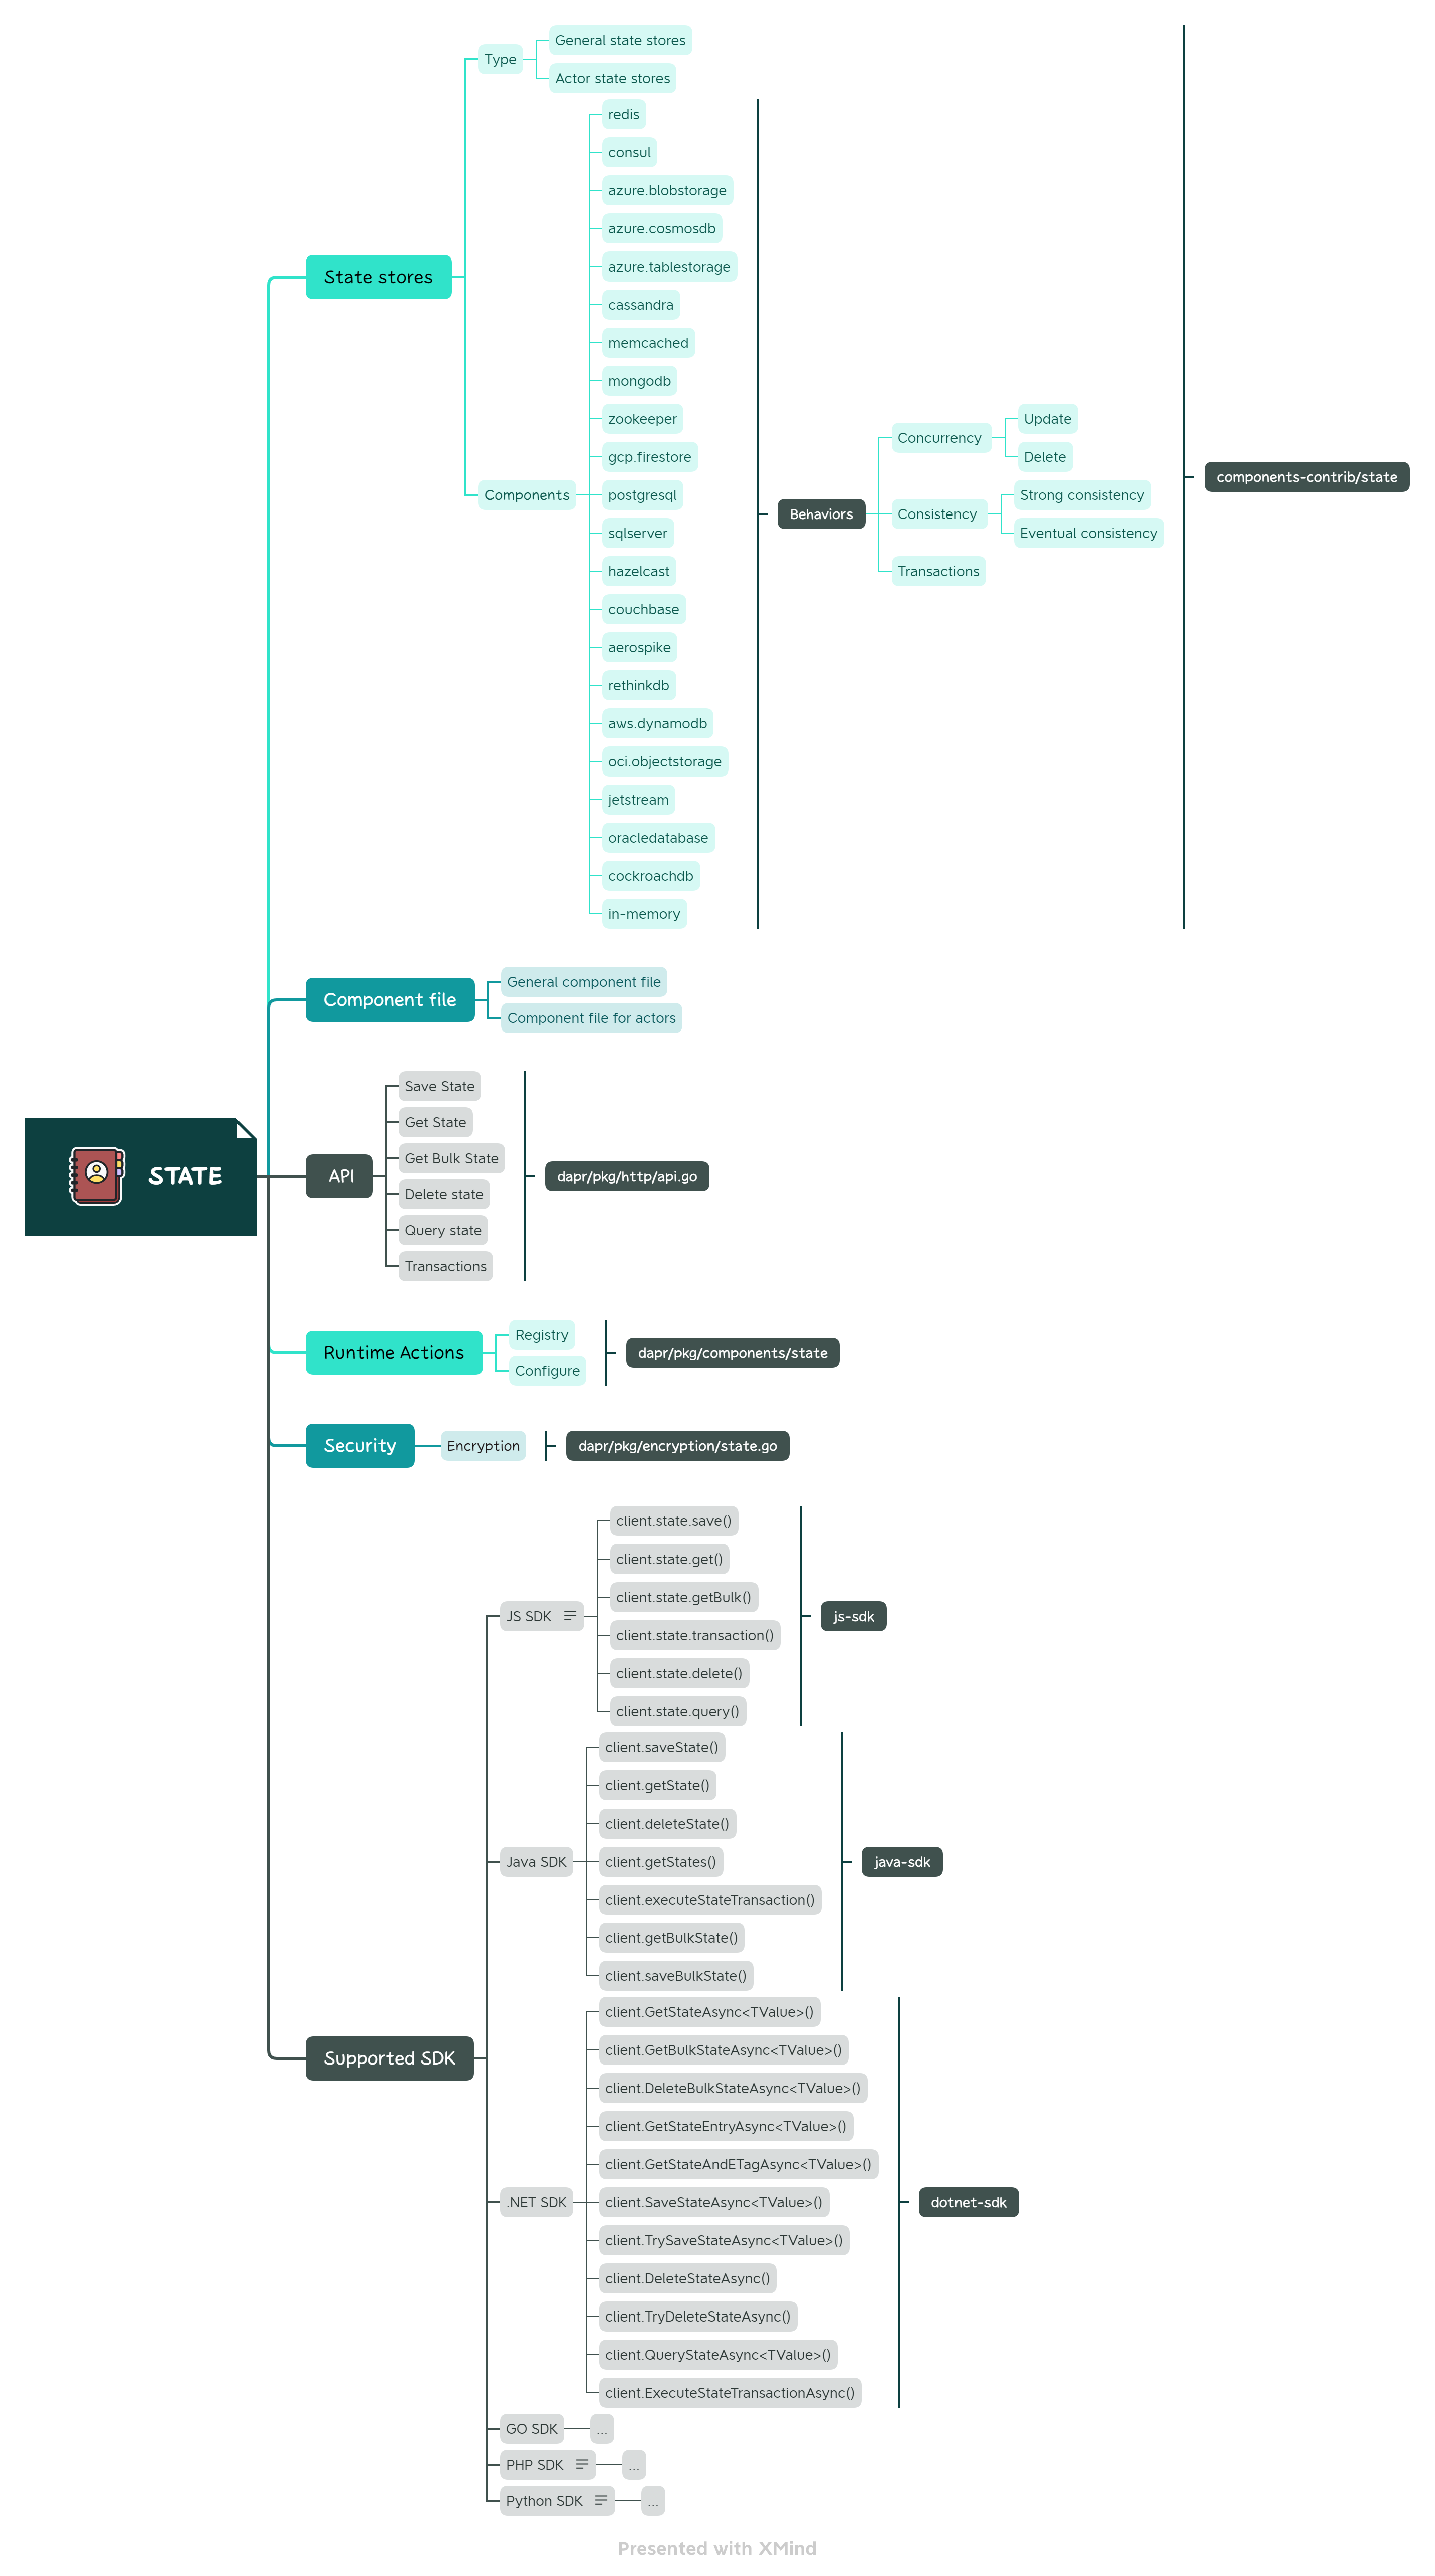 STATE
State stores
Type
General state stores
Actor state stores
Components
redis
consul
azure.blobstorage
azure.cosmosdb
azure.tablestorage
cassandra
memcached
mongodb
zookeeper
gcp.firestore
postgresql
sqlserver
hazelcast
couchbase
aerospike
rethinkdb
aws.dynamodb
oci.objectstorage
jetstream
oracledatabase
cockroachdb
in-memory
Behaviors
Concurrency
Update
Delete
Consistency
Strong consistency
Eventual consistency
Transactions
components-contrib/state
Component file
General component file
Component file for actors
API
Save State
Get State
Get Bulk State
Delete state
Query state
Transactions
dapr/pkg/http/api.go
Runtime Actions
Registry
Configure
dapr/pkg/components/state
Security
Encryption
dapr/pkg/encryption/state.go
Supported SDK
JS SDK
client.state.save()
client.state.get()
client.state.getBulk()
client.state.transaction()
client.state.delete()
client.state.query()
js-sdk
Java SDK
client.saveState()
client.getState()
client.deleteState()
client.getStates()
client.executeStateTransaction()
client.getBulkState()
client.saveBulkState()
java-sdk
.NET SDK
client.GetStateAsync<TValue>()
client.GetBulkStateAsync<TValue>()
client.DeleteBulkStateAsync<TValue>()
client.GetStateEntryAsync<TValue>()
client.GetStateAndETagAsync<TValue>()
client.SaveStateAsync<TValue>()
client.TrySaveStateAsync<TValue>()
client.DeleteStateAsync()
client.TryDeleteStateAsync()
client.QueryStateAsync<TValue>()
client.ExecuteStateTransactionAsync()
dotnet-sdk
GO SDK
...
PHP SDK
...
Python SDK
...
Presented with XMind